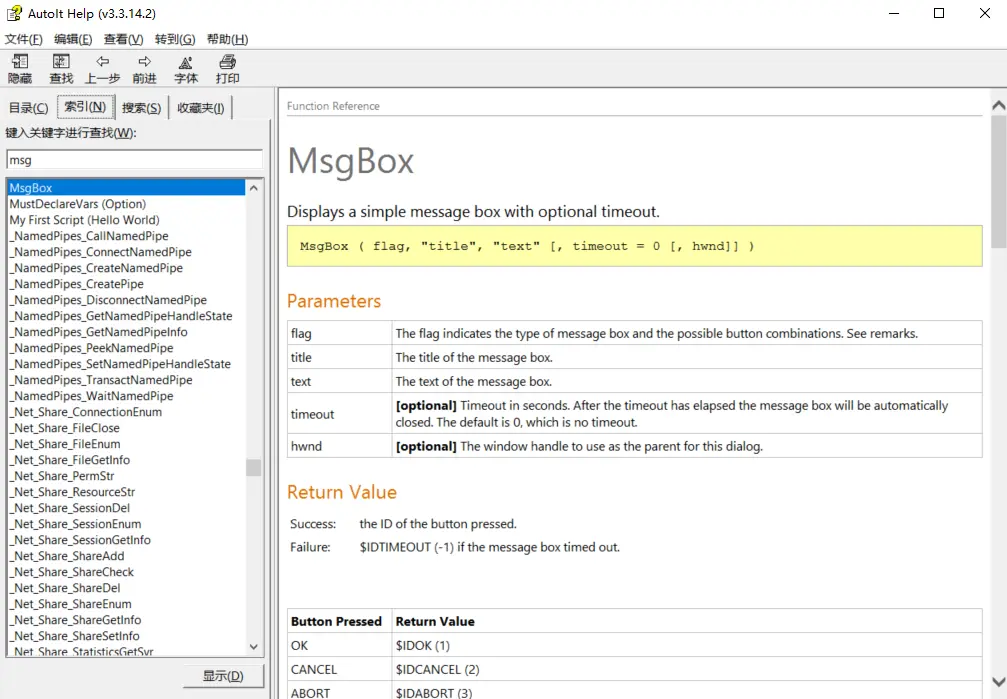 AutoIt Help (v3.3.14.2)
文件(F) 编辑(E) 查看(V) 转到(G) 帮助(H)
隐藏 查找 上一步 前进 字体 打印
目录(C) 索引(N) 搜索(S) 收藏夹(I)
键入关键字进行查找(W):
msg
MsgBox
MustDeclareVars (Option)
My First Script (Hello World)
_NamedPipes_CallNamedPipe
_NamedPipes_ConnectNamedPipe
_NamedPipes_CreateNamedPipe
_NamedPipes_CreatePipe
_NamedPipes_DisconnectNamedPipe
_NamedPipes_GetNamedPipeHandleState
_NamedPipes_GetNamedPipeInfo
_NamedPipes_PeekNamedPipe
_NamedPipes_SetNamedPipeHandleState
_NamedPipes_TransactNamedPipe
_NamedPipes_WaitNamedPipe
_Net_Share_ConnectionEnum
_Net_Share_FileClose
_Net_Share_FileEnum
_Net_Share_FileGetInfo
_Net_Share_PermStr
_Net_Share_ResourceStr
_Net_Share_SessionDel
_Net_Share_SessionEnum
_Net_Share_SessionGetInfo
_Net_Share_ShareAdd
_Net_Share_ShareCheck
_Net_Share_ShareDel
_Net_Share_ShareEnum
_Net_Share_ShareGetInfo
_Net_Share_ShareSetInfo
_Net_Share_StatisticsGetSvr
显示(D)
Function Reference
MsgBox
Displays a simple message box with optional timeout.
MsgBox ( flag, "title", "text" [, timeout = 0 [, hwnd]] )
Parameters
flag The flag indicates the type of message box and the possible button combinations. See remarks.
title The title of the message box.
text The text of the message box.
timeout [optional] Timeout in seconds. After the timeout has elapsed the message box will be automatically
closed. The default is 0, which is no timeout.
hwnd [optional] The window handle to use as the parent for this dialog.
Return Value
Success: the ID of the button pressed.
Failure: $IDTIMEOUT (-1) if the message box timed out.
Button Pressed Return Value
OK $IDOK (1)
CANCEL $IDCANCEL (2)
ABORT $IDABORT (3)